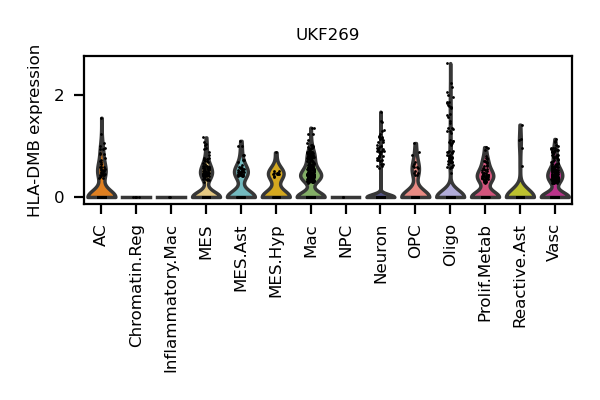 UKF269
HLA-DMB expression
2
0
AC
Chromatin.Reg
Inflammatory.Mac
MES
MES.Ast
MES.Hyp
Mac
NPC
Neuron
OPC
Oligo
Prolif.Metab
Reactive.Ast
Vasc